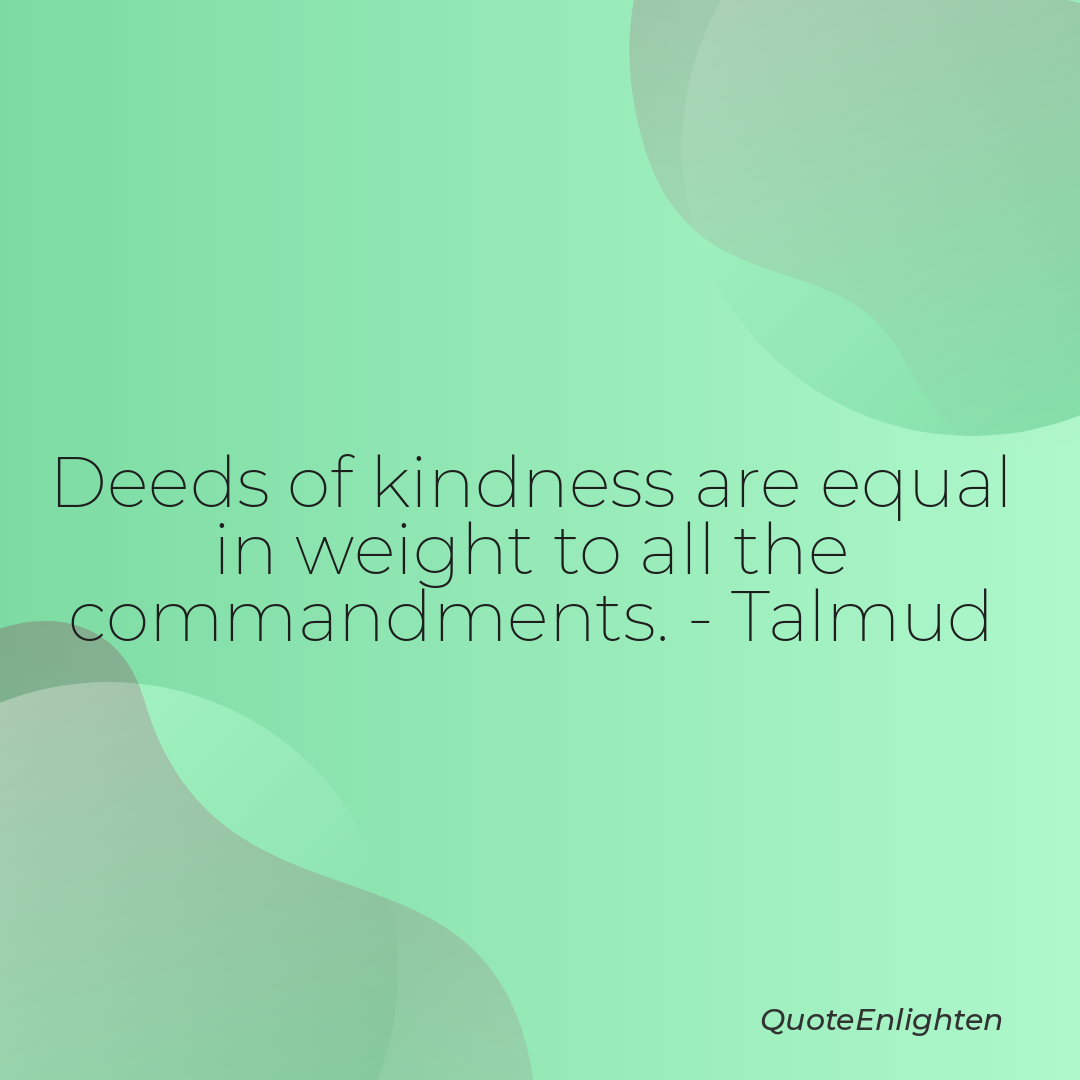 Deeds of kindness are equal
in weight to all the
commandments. - Talmud
QuoteEnlighten